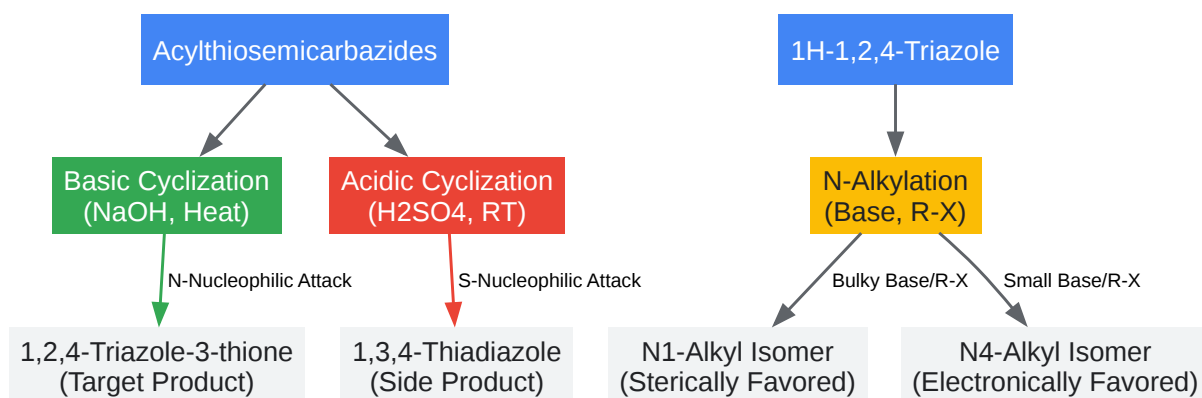 Acylthiosemicarbazides
1H-1,2,4-Triazole
Basic Cyclization
(NaOH, Heat)
Acidic Cyclization
(H2SO4, RT)
N-Alkylation
(Base, R-X)
N-Nucleophilic Attack
S-Nucleophilic Attack
Bulky Base/R-X
Small Base/R-X
1,2,4-Triazole-3-thione
(Target Product)
1,3,4-Thiadiazole
(Side Product)
N1-Alkyl Isomer
(Sterically Favored)
N4-Alkyl Isomer
(Electronically Favored)